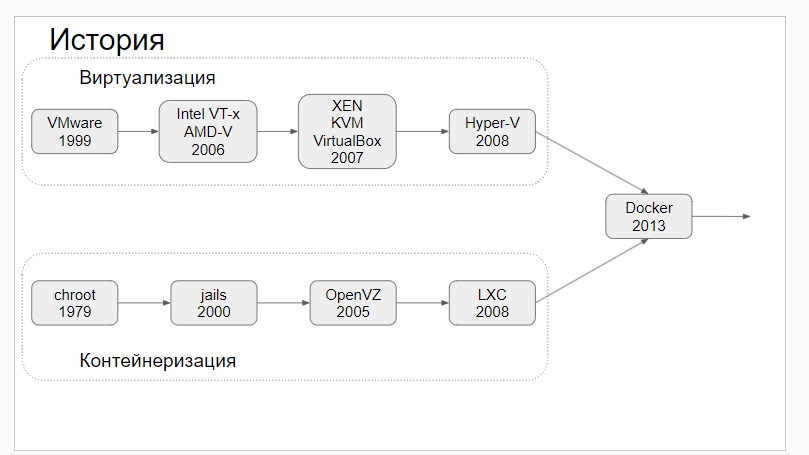 История
Виртуализация
VMware
1999
Intel VT-x
AMD-V
2006
XEN
KVM
VirtualBox
2007
Hyper-V
2008
Docker
2013
chroot
1979
jails
2000
OpenVZ
2005
LXC
2008
Контейнеризация